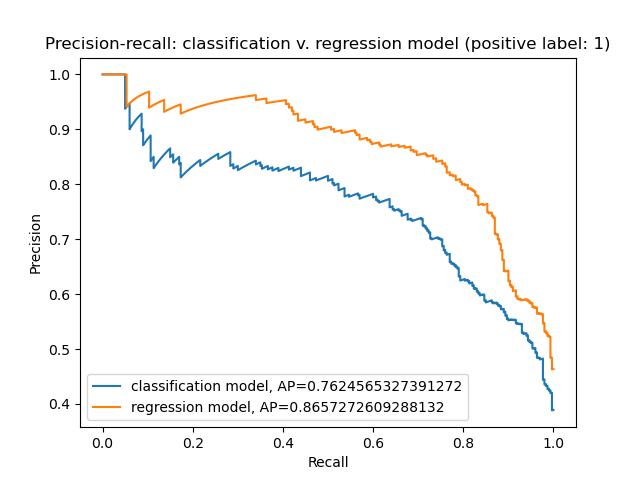 Precision-recall: classification v. regression model (positive label: 1)
1.0
0.9
0.8
0.7
0.6
0.5
0.4
Precision
classification model, AP=0.7624565327391272
regression model, AP=0.8657272609288132
0.0 0.2 0.4 0.6 0.8 1.0
Recall